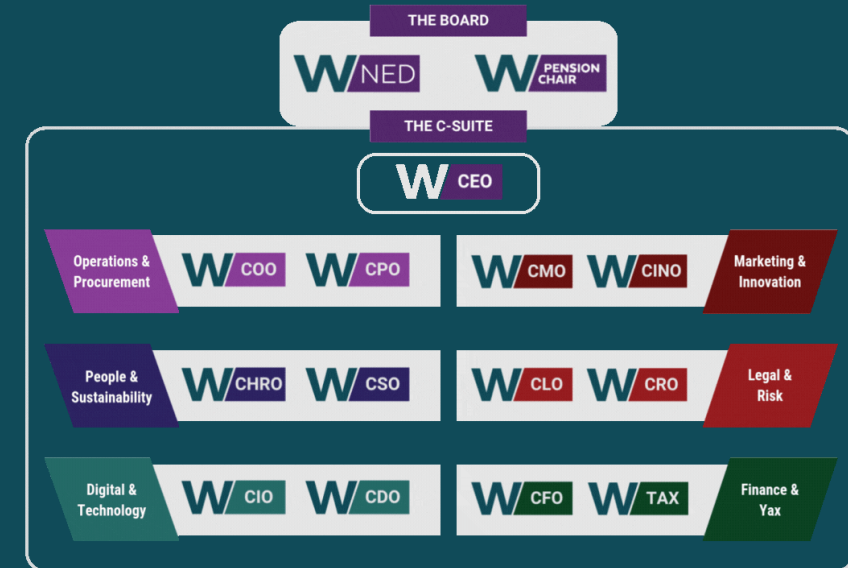 THE BOARD
W NED
W PENSION
CHAIR
THE C-SUITE
W CEO
Operations &
Procurement
W COO
W CPO
W CMO
W CINO
Marketing &
Innovation
People &
Sustainability
W CHRO
W CSO
W CLO
W CRO
Legal &
Risk
Digital &
Technology
W CIO
W CDO
W CFO
W TAX
Finance &
Yax